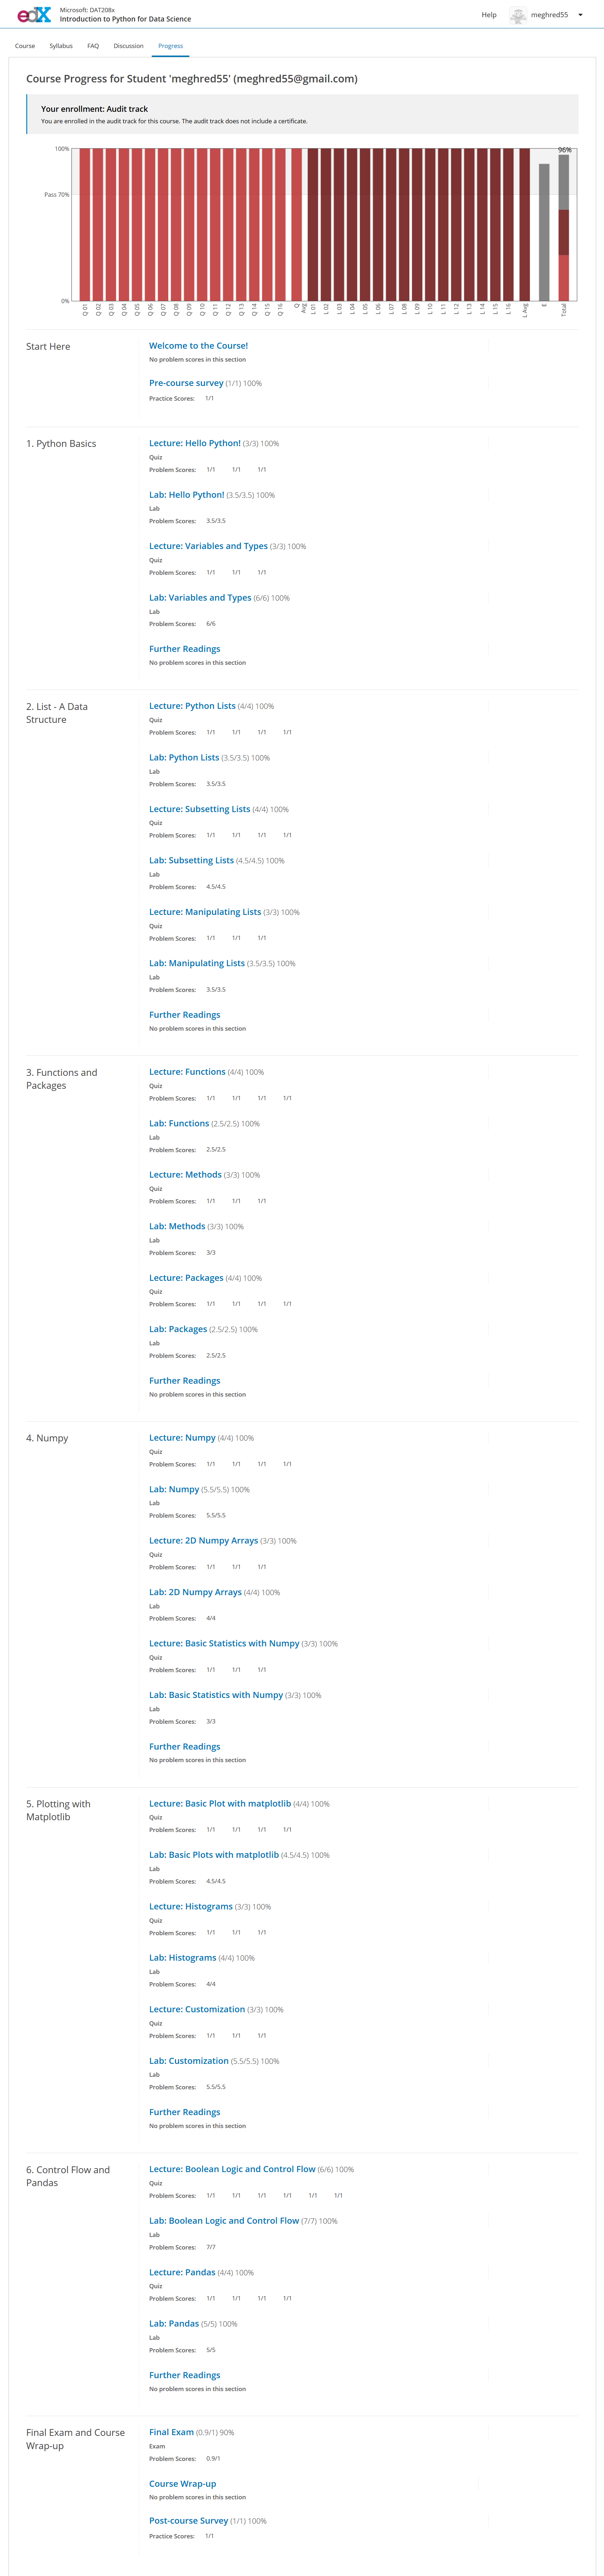 edX
Microsoft: DAT208x
Introduction to Python for Data Science
Help
meghred55
Course Syllabus FAQ Discussion Progress
Course Progress for Student 'meghred55' (meghred55@gmail.com)
Your enrollment: Audit track
You are enrolled in the audit track for this course. The audit track does not include a certificate.
100%
96%
Pass 70%
0%
Q 01 Q 02 Q 03 Q 04 Q 05 Q 06 Q 07 Q 08 Q 09 Q 10 Q 11 Q 12 Q 13 Q 14 Q 15 Q 16 Q Avg L 01 L 02 L 03 L 04 L 05 L 06 L 07 L 08 L 09 L 10 L 11 L 12 L 13 L 14 L 15 L 16 L Avg E Total
Start Here
Welcome to the Course!
No problem scores in this section
Pre-course survey (1/1) 100%
Practice Scores: 1/1
1. Python Basics
Lecture: Hello Python! (3/3) 100%
Quiz
Problem Scores: 1/1 1/1 1/1
Lab: Hello Python! (3.5/3.5) 100%
Lab
Problem Scores: 3.5/3.5
Lecture: Variables and Types (3/3) 100%
Quiz
Problem Scores: 1/1 1/1 1/1
Lab: Variables and Types (6/6) 100%
Lab
Problem Scores: 6/6
Further Readings
No problem scores in this section
2. List - A Data
Structure
Lecture: Python Lists (4/4) 100%
Quiz
Problem Scores: 1/1 1/1 1/1 1/1
Lab: Python Lists (3.5/3.5) 100%
Lab
Problem Scores: 3.5/3.5
Lecture: Subsetting Lists (4/4) 100%
Quiz
Problem Scores: 1/1 1/1 1/1 1/1
Lab: Subsetting Lists (4.5/4.5) 100%
Lab
Problem Scores: 4.5/4.5
Lecture: Manipulating Lists (3/3) 100%
Quiz
Problem Scores: 1/1 1/1 1/1
Lab: Manipulating Lists (3.5/3.5) 100%
Lab
Problem Scores: 3.5/3.5
Further Readings
No problem scores in this section
3. Functions and
Packages
Lecture: Functions (4/4) 100%
Quiz
Problem Scores: 1/1 1/1 1/1 1/1
Lab: Functions (2.5/2.5) 100%
Lab
Problem Scores: 2.5/2.5
Lecture: Methods (3/3) 100%
Quiz
Problem Scores: 1/1 1/1 1/1
Lab: Methods (3/3) 100%
Lab
Problem Scores: 3/3
Lecture: Packages (4/4) 100%
Quiz
Problem Scores: 1/1 1/1 1/1 1/1
Lab: Packages (2.5/2.5) 100%
Lab
Problem Scores: 2.5/2.5
Further Readings
No problem scores in this section
4. Numpy
Lecture: Numpy (4/4) 100%
Quiz
Problem Scores: 1/1 1/1 1/1 1/1
Lab: Numpy (5.5/5.5) 100%
Lab
Problem Scores: 5.5/5.5
Lecture: 2D Numpy Arrays (3/3) 100%
Quiz
Problem Scores: 1/1 1/1 1/1
Lab: 2D Numpy Arrays (4/4) 100%
Lab
Problem Scores: 4/4
Lecture: Basic Statistics with Numpy (3/3) 100%
Quiz
Problem Scores: 1/1 1/1 1/1
Lab: Basic Statistics with Numpy (3/3) 100%
Lab
Problem Scores: 3/3
Further Readings
No problem scores in this section
5. Plotting with
Matplotlib
Lecture: Basic Plot with matplotlib (4/4) 100%
Quiz
Problem Scores: 1/1 1/1 1/1 1/1
Lab: Basic Plots with matplotlib (4.5/4.5) 100%
Lab
Problem Scores: 4.5/4.5
Lecture: Histograms (3/3) 100%
Quiz
Problem Scores: 1/1 1/1 1/1
Lab: Histograms (4/4) 100%
Lab
Problem Scores: 4/4
Lecture: Customization (3/3) 100%
Quiz
Problem Scores: 1/1 1/1 1/1
Lab: Customization (5.5/5.5) 100%
Lab
Problem Scores: 5.5/5.5
Further Readings
No problem scores in this section
6. Control Flow and
Pandas
Lecture: Boolean Logic and Control Flow (6/6) 100%
Quiz
Problem Scores: 1/1 1/1 1/1 1/1 1/1 1/1
Lab: Boolean Logic and Control Flow (7/7) 100%
Lab
Problem Scores: 7/7
Lecture: Pandas (4/4) 100%
Quiz
Problem Scores: 1/1 1/1 1/1 1/1
Lab: Pandas (5/5) 100%
Lab
Problem Scores: 5/5
Further Readings
No problem scores in this section
Final Exam and Course
Wrap-up
Final Exam (0.9/1) 90%
Exam
Problem Scores: 0.9/1
Course Wrap-up
No problem scores in this section
Post-course Survey (1/1) 100%
Practice Scores: 1/1